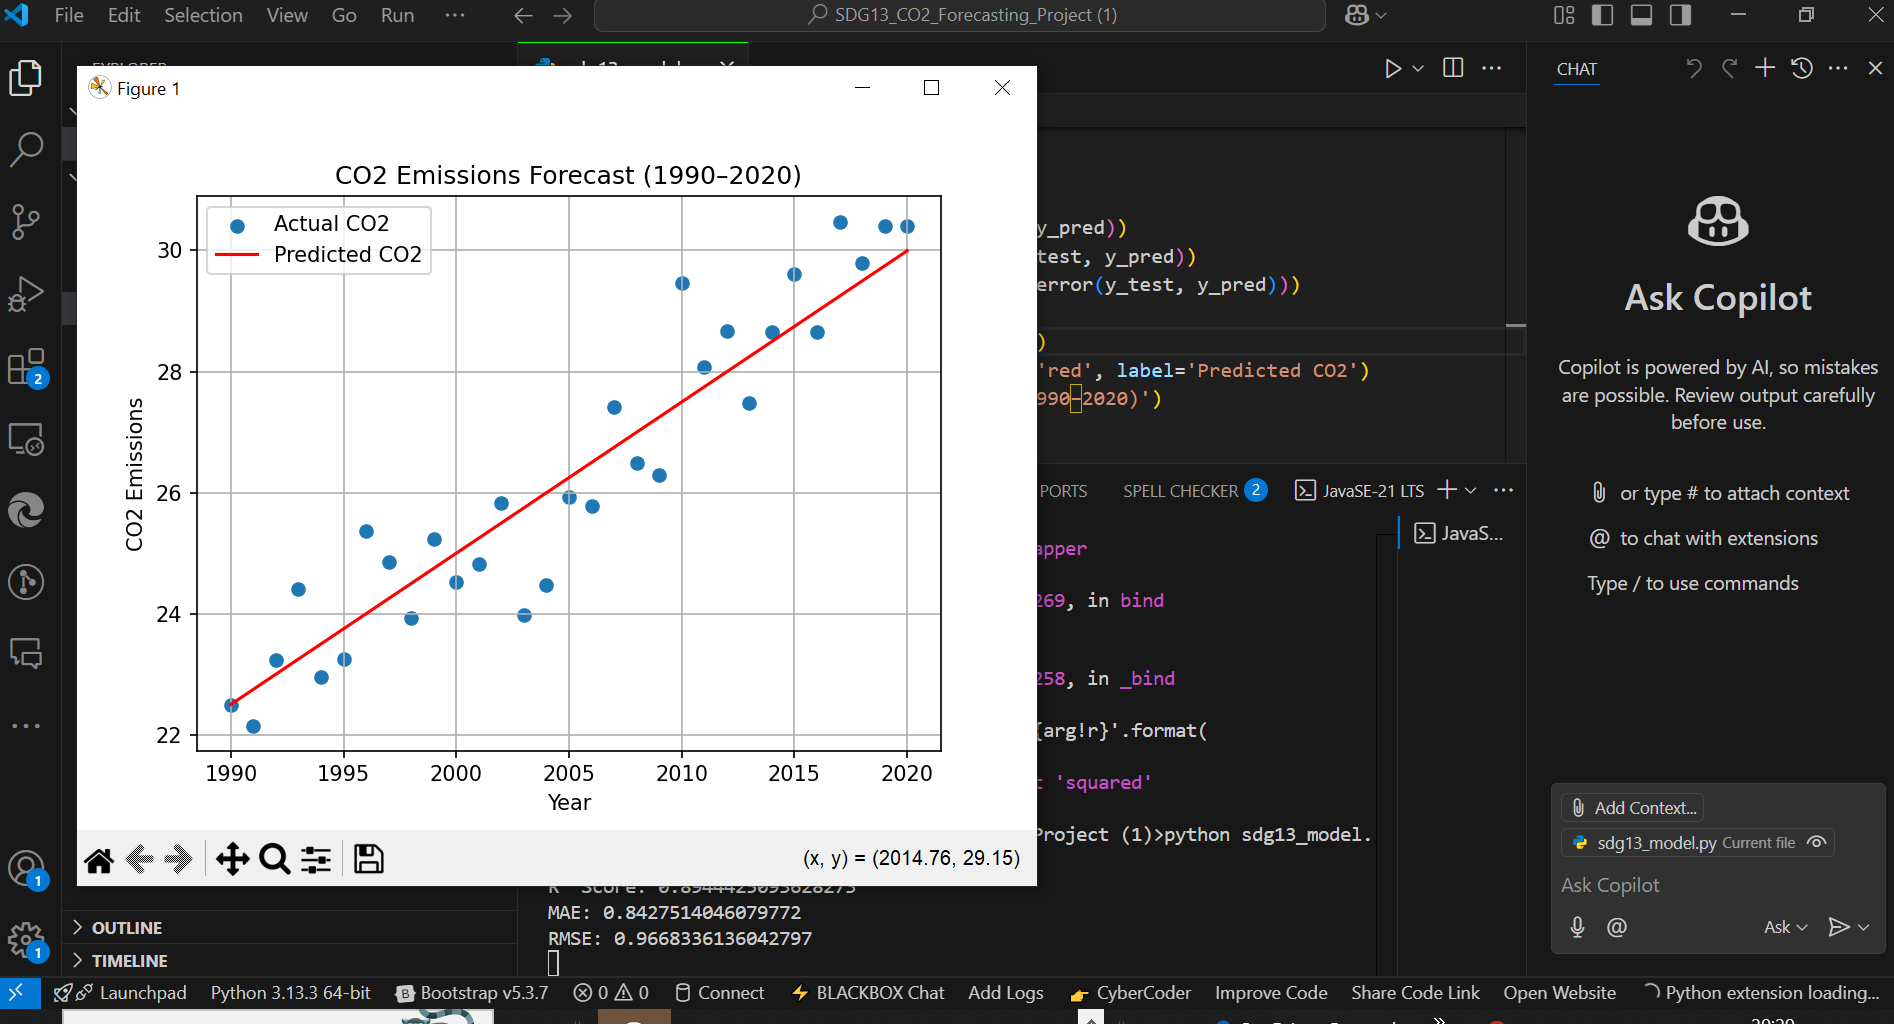 File Edit Selection View Go Run ···
SDG13_CO2_Forecasting_Project (1)
Figure 1
CO2 Emissions Forecast (1990–2020)
Actual CO2
Predicted CO2
CO2 Emissions
30
28
26
24
22
1990 1995 2000 2005 2010 2015 2020
Year
(x, y) = (2014.76, 29.15)
y_pred))
test, y_pred))
error(y_test, y_pred)))
)
'red', label='Predicted CO2')
990–2020)')
PORTS SPELL CHECKER 2 JavaSE-21 LTS
JavaS...
apper
269, in bind
258, in _bind
{arg!r}'.format(
'squared'
Project (1)>python sdg13_model.
MAE: 0.8427514046079772
RMSE: 0.9668336136042797
OUTLINE
TIMELINE
2
1
1
CHAT
Ask Copilot
Copilot is powered by AI, so mistakes
are possible. Review output carefully
before use.
or type # to attach context
@ to chat with extensions
Type / to use commands
Add Context...
sdg13_model.py Current file
Ask Copilot
@ Ask
Launchpad Python 3.13.3 64-bit Bootstrap v5.3.7 0 0 Connect BLACKBOX Chat Add Logs CyberCoder Improve Code Share Code Link Open Website Python extension loading...